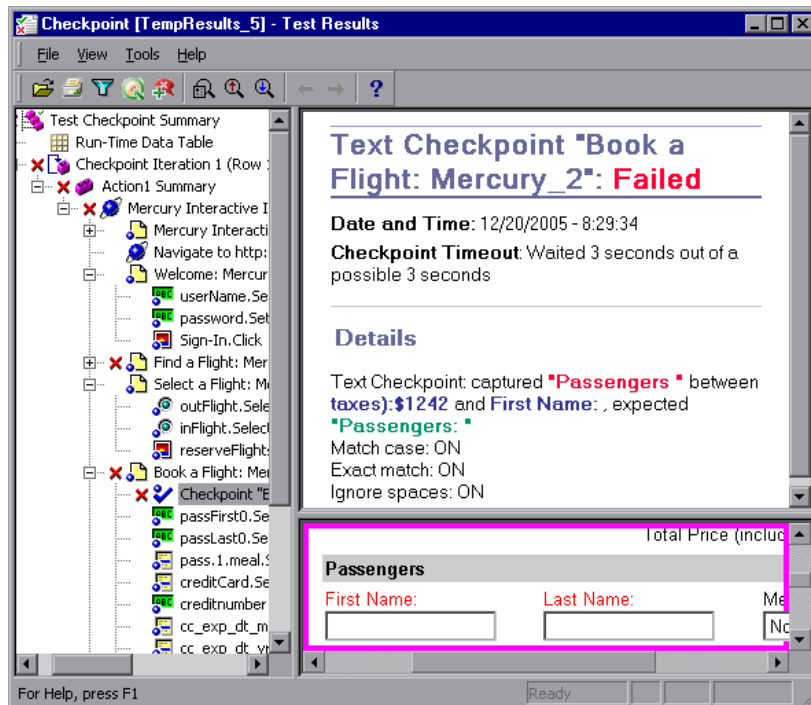 Checkpoint [TempResults_5] - Test Results
File View Tools Help
?
Test Checkpoint Summary
Run-Time Data Table
Checkpoint Iteration 1 (Row 1
Action1 Summary
Mercury Interactive I
Mercury Interacti
Navigate to http:
Welcome: Mercur
userName.Se
password.Set
Sign-In.Click
Find a Flight: Mer
Select a Flight: Me
outFlight.Sele
inFlight.Select
reserveFlights
Book a Flight: Mer
Checkpoint "B
passFirst0.Se
passLast0.Se
pass.1.meal.S
creditCard.Se
creditnumber
cc_exp_dt_m
cc_exp_dt_yr
Text Checkpoint "Book a
Flight: Mercury_2": Failed
Date and Time: 12/20/2005 - 8:29:34
Checkpoint Timeout: Waited 3 seconds out of a
possible 3 seconds
Details
Text Checkpoint: captured "Passengers " between
taxes):$1242 and First Name: , expected
"Passengers: "
Match case: ON
Exact match: ON
Ignore spaces: ON
Total Price (includ
Passengers
First Name: Last Name: Me
No
For Help, press F1
Ready